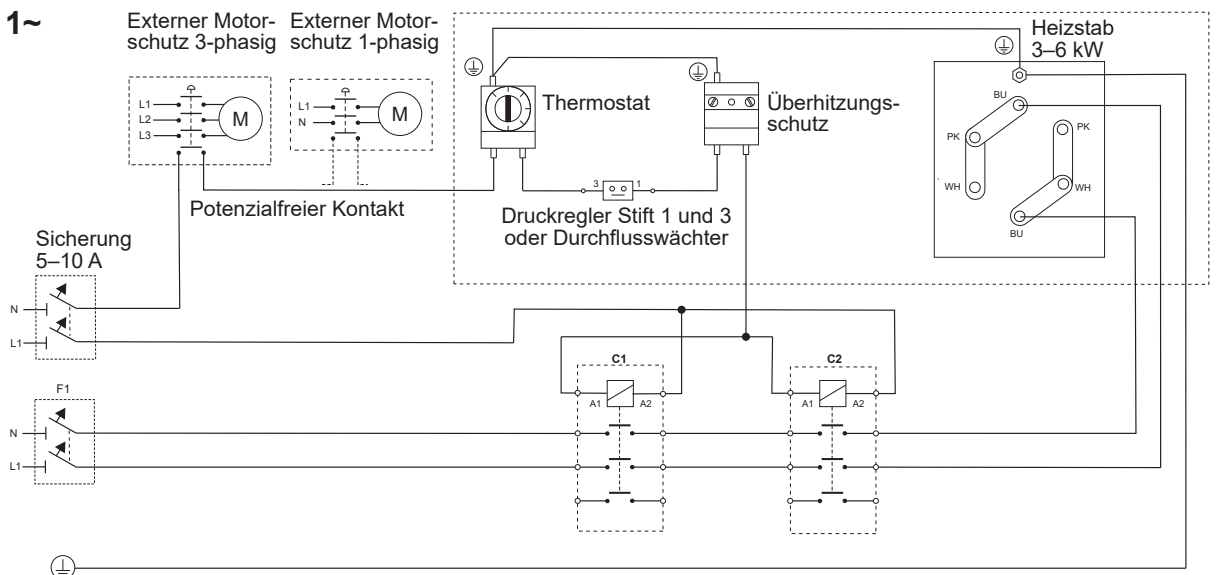 1~
Externer Motor-
schutz 3-phasig
Externer Motor-
schutz 1-phasig
L1
L2
L3
M
L1
N
M
Potenzialfreier Kontakt
Thermostat
Überhitzungs-
schutz
3
1
Druckregler Stift 1 und 3
oder Durchflusswächter
Heizstab
3–6 kW
BU
PK
PK
WH
WH
BU
Sicherung
5–10 A
N
L1
C1
A1
A2
C2
A1
A2
F1
N
L1